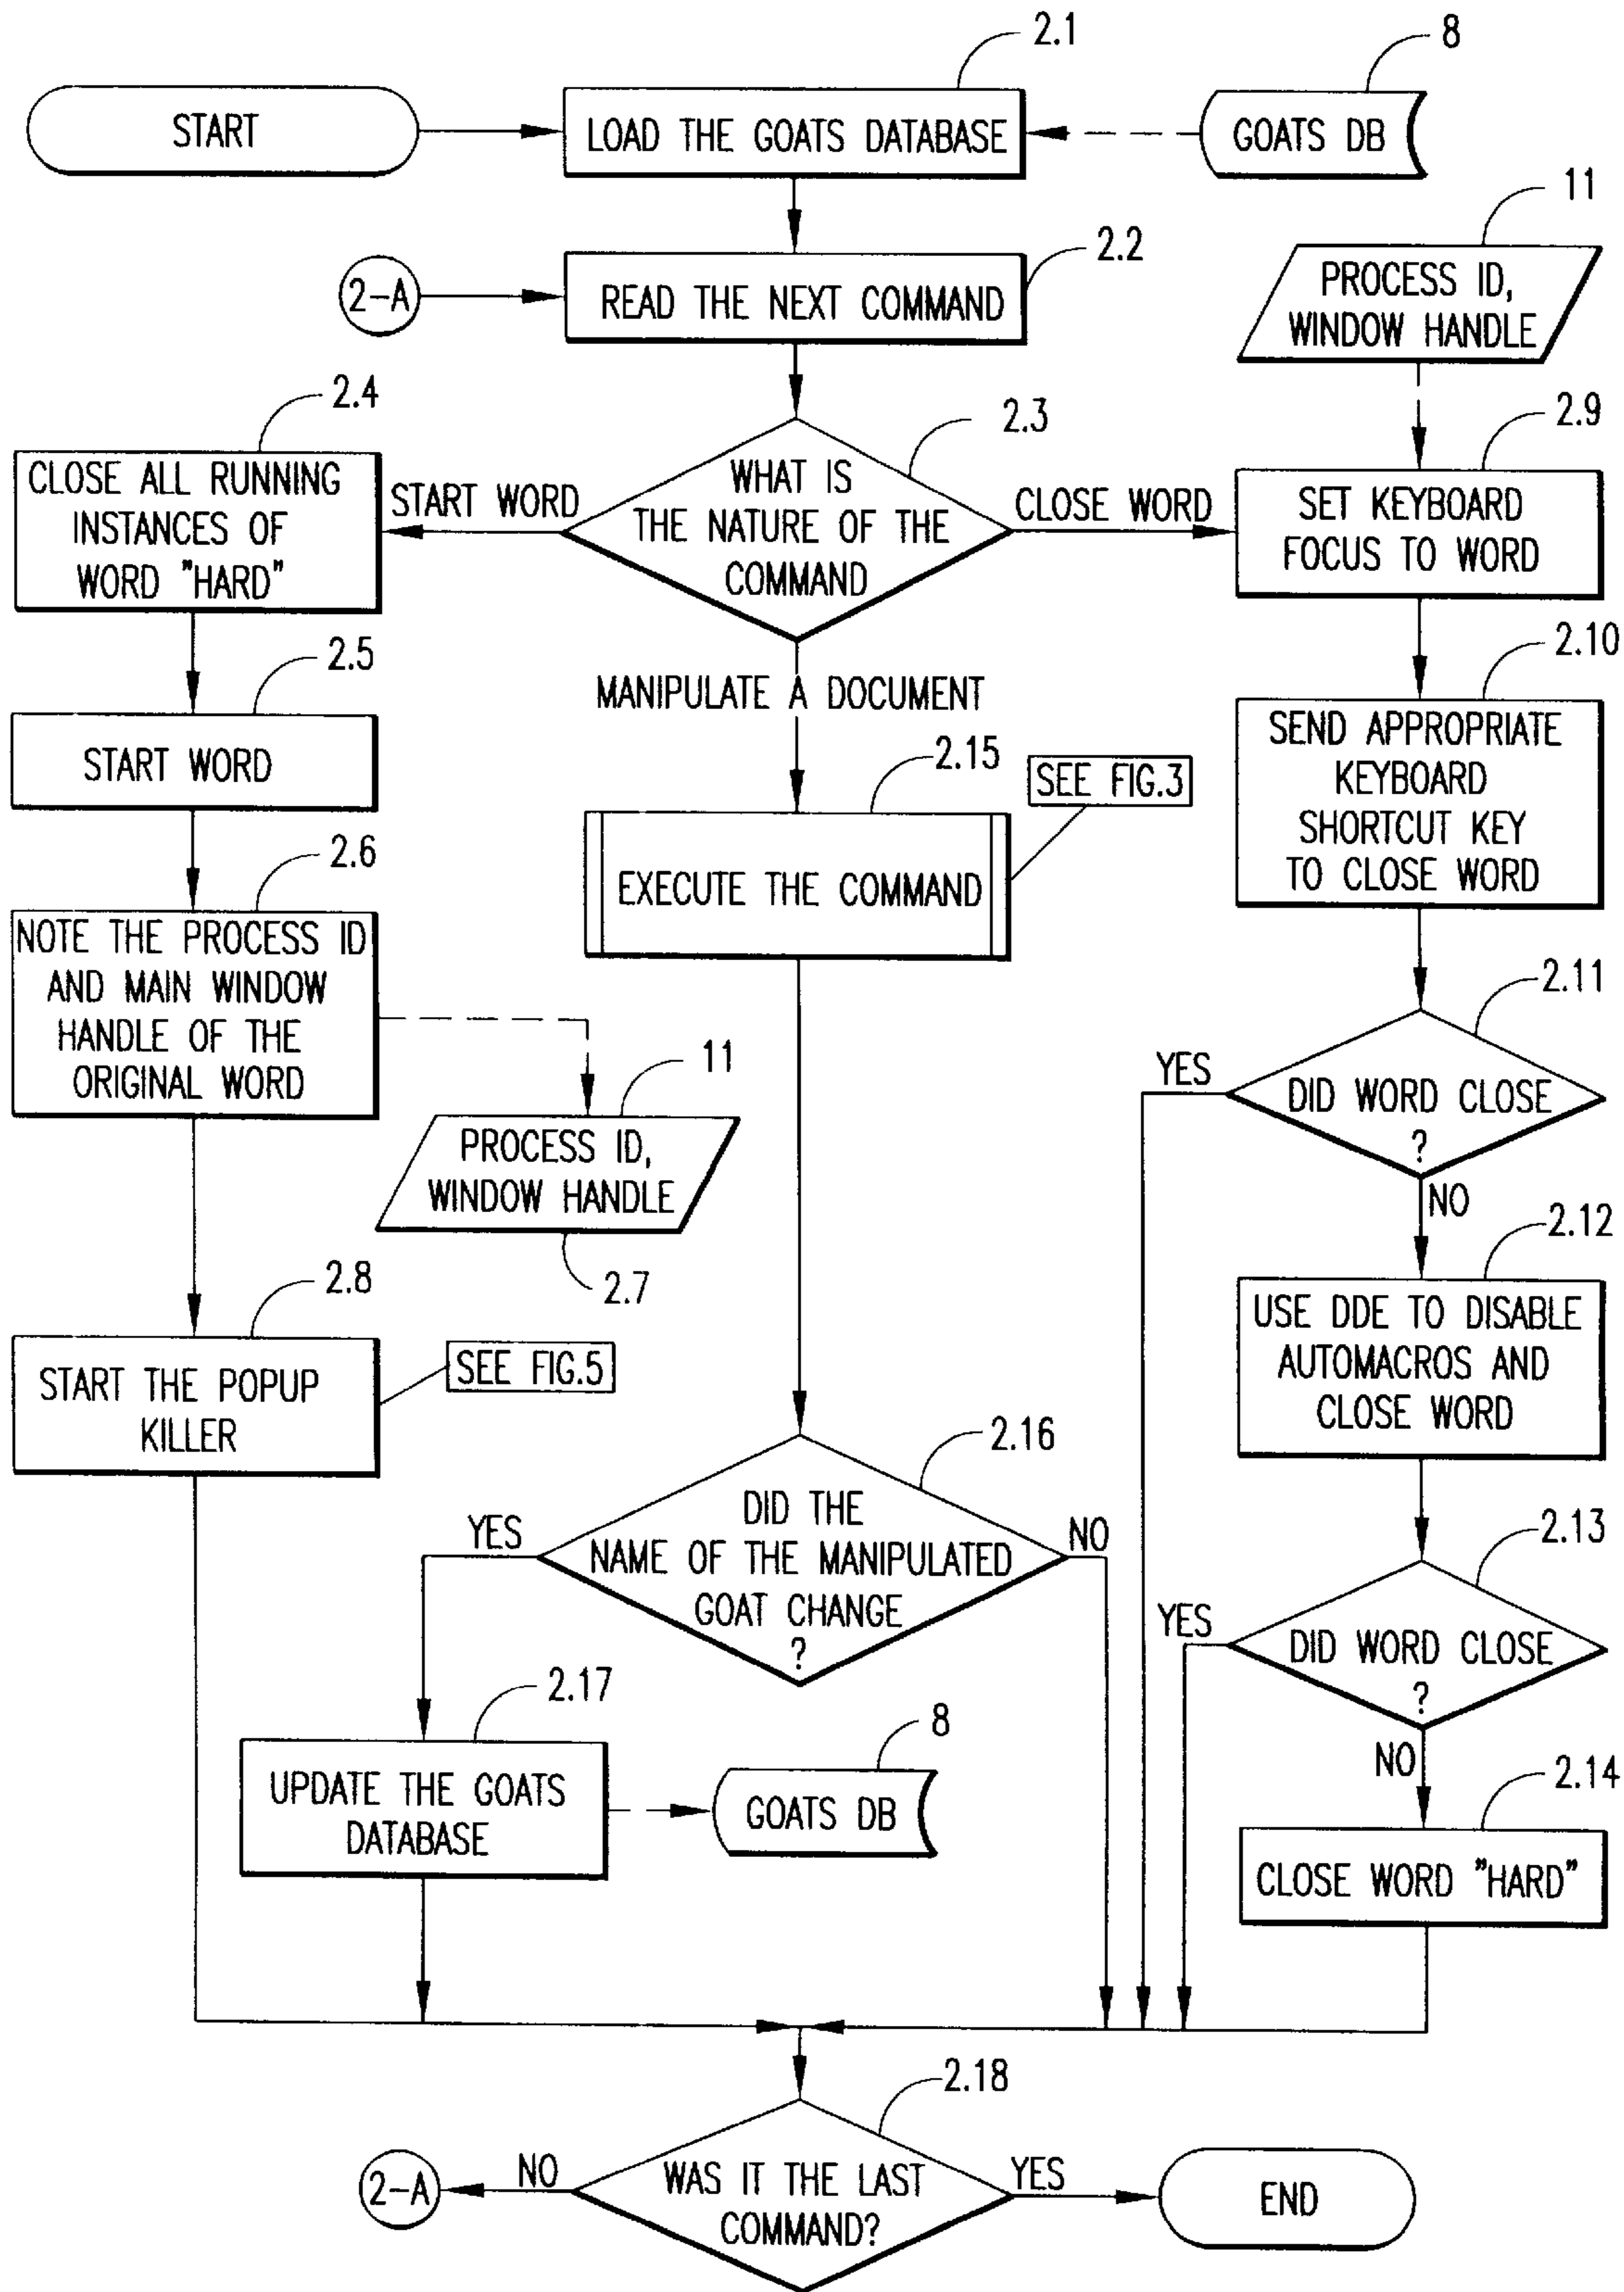 2.1
8
START
LOAD THE GOATS DATABASE
GOATS DB
11
2.2
2-A
READ THE NEXT COMMAND
PROCESS ID,
WINDOW HANDLE
2.4
2.3
2.9
CLOSE ALL RUNNING
INSTANCES OF
WORD "HARD"
START WORD
WHAT IS
THE NATURE OF THE
COMMAND
CLOSE WORD
SET KEYBOARD
FOCUS TO WORD
2.5
2.10
MANIPULATE A DOCUMENT
START WORD
2.15
SEE FIG.3
SEND APPROPRIATE
KEYBOARD
SHORTCUT KEY
TO CLOSE WORD
2.6
EXECUTE THE COMMAND
NOTE THE PROCESS ID
AND MAIN WINDOW
HANDLE OF THE
ORIGINAL WORD
2.11
11
YES
DID WORD CLOSE
?
PROCESS ID,
WINDOW HANDLE
NO
2.12
2.7
2.8
USE DDE TO DISABLE
AUTOMACROS AND
CLOSE WORD
START THE POPUP
KILLER
SEE FIG.5
2.16
2.13
YES
DID THE
NAME OF THE MANIPULATED
GOAT CHANGE
?
NO
YES
DID WORD CLOSE
?
2.17
8
NO
2.14
UPDATE THE GOATS
DATABASE
GOATS DB
CLOSE WORD "HARD"
2.18
2-A
NO
WAS IT THE LAST
COMMAND?
YES
END